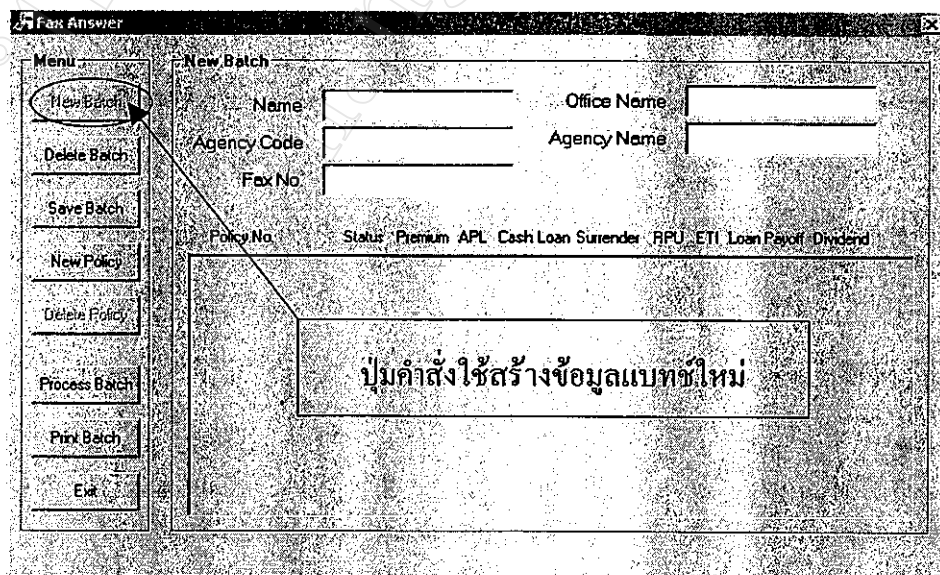 Fax Answer
Menu
New Batch
Delete Batch
Save Batch
New Policy
Delete Policy
Process Batch
Print Batch
Exit
New Batch
Name
Office Name
Agency Code
Agency Name
Fax No.
Policy No. Status Premium APL Cash Loan Surrender RPU ETI Loan Payoff Dividend
ปุ่มคำสั่งใช้สร้างข้อมูลแบทช์ใหม่